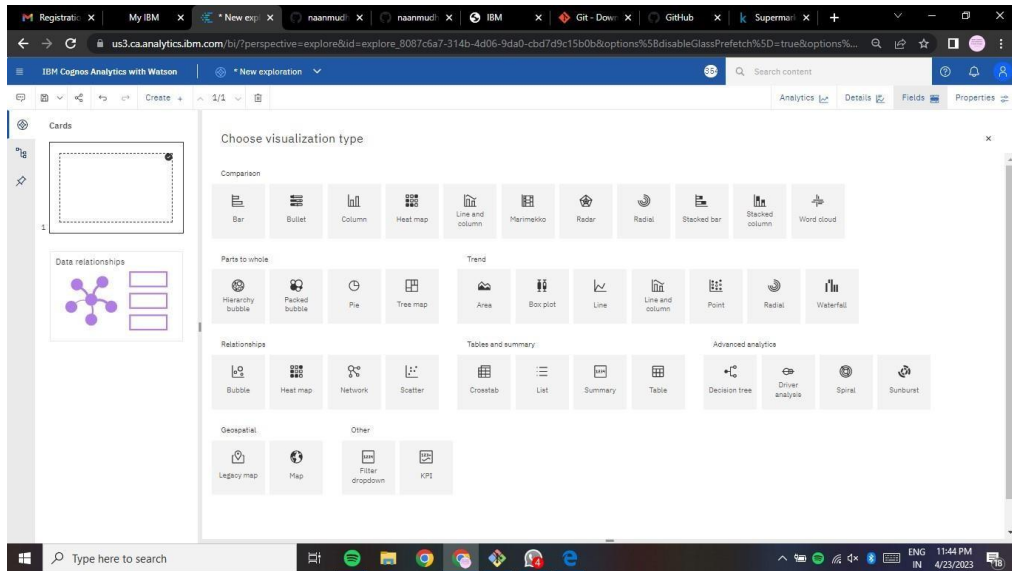 Registratio
My IBM
* New expl
naanmudh
naanmudh
IBM
Git - Down
GitHub
Supermark
us3.ca.analytics.ibm.com/bi/?perspective=explore&id=explore_8087c6a7-314b-4d06-9da0-cbd7d9c15b0b&options%5BdisableGlassPrefetch%5D=true&options%...
IBM Cognos Analytics with Watson
* New exploration
Search content
Create +
1/1
Analytics
Details
Fields
Properties
Cards
1
Data relationships
Choose visualization type
Comparison
Bar
Bullet
Column
Heat map
Line and
column
Marimekko
Radar
Radial
Stacked bar
Stacked
column
Word cloud
Parts to whole
Trend
Hierarchy
bubble
Packed
bubble
Pie
Tree map
Area
Box plot
Line
Line and
column
Point
Radial
Waterfall
Relationships
Tables and summary
Advanced analytics
Bubble
Heat map
Network
Scatter
Crosstab
List
Summary
Table
Decision tree
Driver
analysis
Spiral
Sunburst
Geospatial
Other
Legacy map
Map
Filter
dropdown
KPI
Type here to search
ENG
IN
11:44 PM
4/23/2023